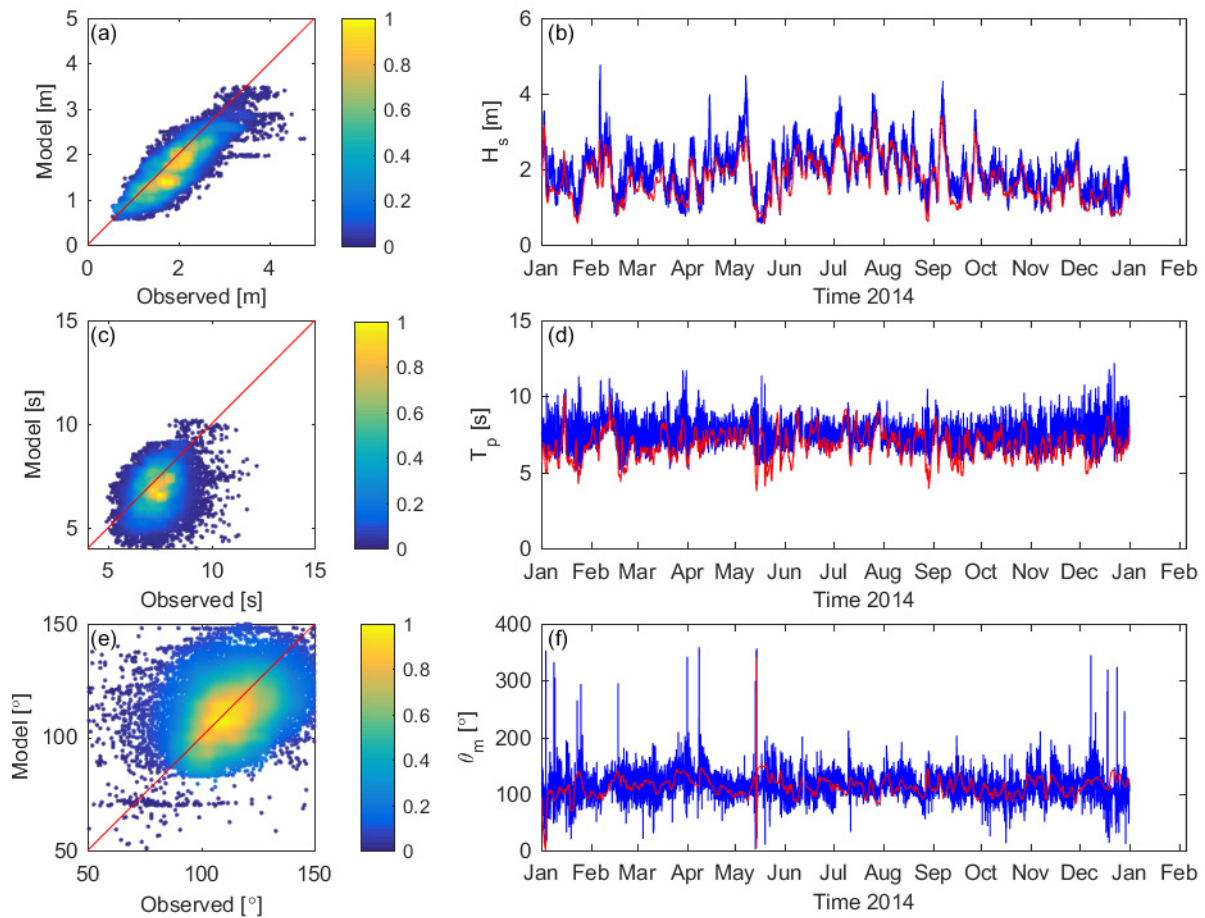 (a)
Model [m]
5
4
3
2
1
0
0 2 4
Observed [m]
1
0.8
0.6
0.4
0.2
0
(b)
H_s [m]
6
4
2
0
Jan Feb Mar Apr May Jun Jul Aug Sep Oct Nov Dec Jan Feb
Time 2014
(c)
Model [s]
15
10
5
5 10 15
Observed [s]
1
0.8
0.6
0.4
0.2
0
(d)
T_p [s]
15
10
5
0
Jan Feb Mar Apr May Jun Jul Aug Sep Oct Nov Dec Jan Feb
Time 2014
(e)
Model [°]
150
100
50
50 100 150
Observed [°]
1
0.8
0.6
0.4
0.2
0
(f)
θ_m [°]
400
300
200
100
0
Jan Feb Mar Apr May Jun Jul Aug Sep Oct Nov Dec Jan Feb
Time 2014